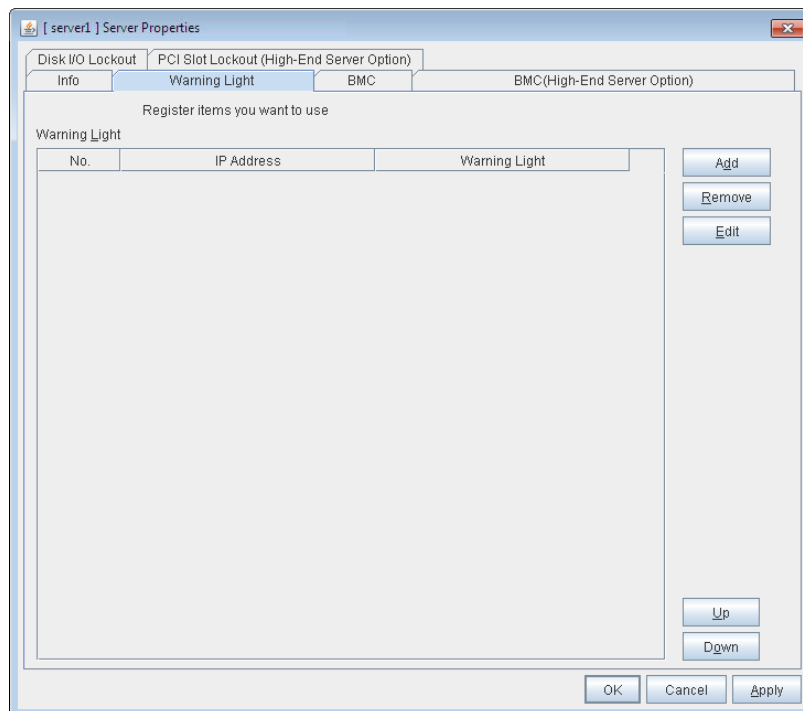 [ server1 ] Server Properties
Disk I/O Lockout PCI Slot Lockout (High-End Server Option)
Info Warning Light BMC BMC(High-End Server Option)
Register items you want to use
Warning Light
No. IP Address Warning Light
Add
Remove
Edit
Up
Down
OK Cancel Apply